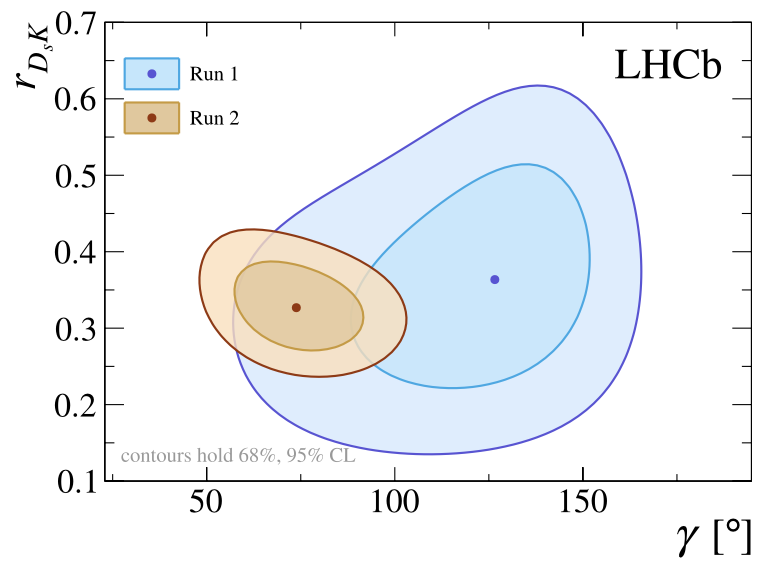 0.7
r_{D_sK}
LHCb
Run 1
0.6
Run 2
0.5
0.4
0.3
0.2
contours hold 68%, 95% CL
0.1
50 100 150
γ [°]